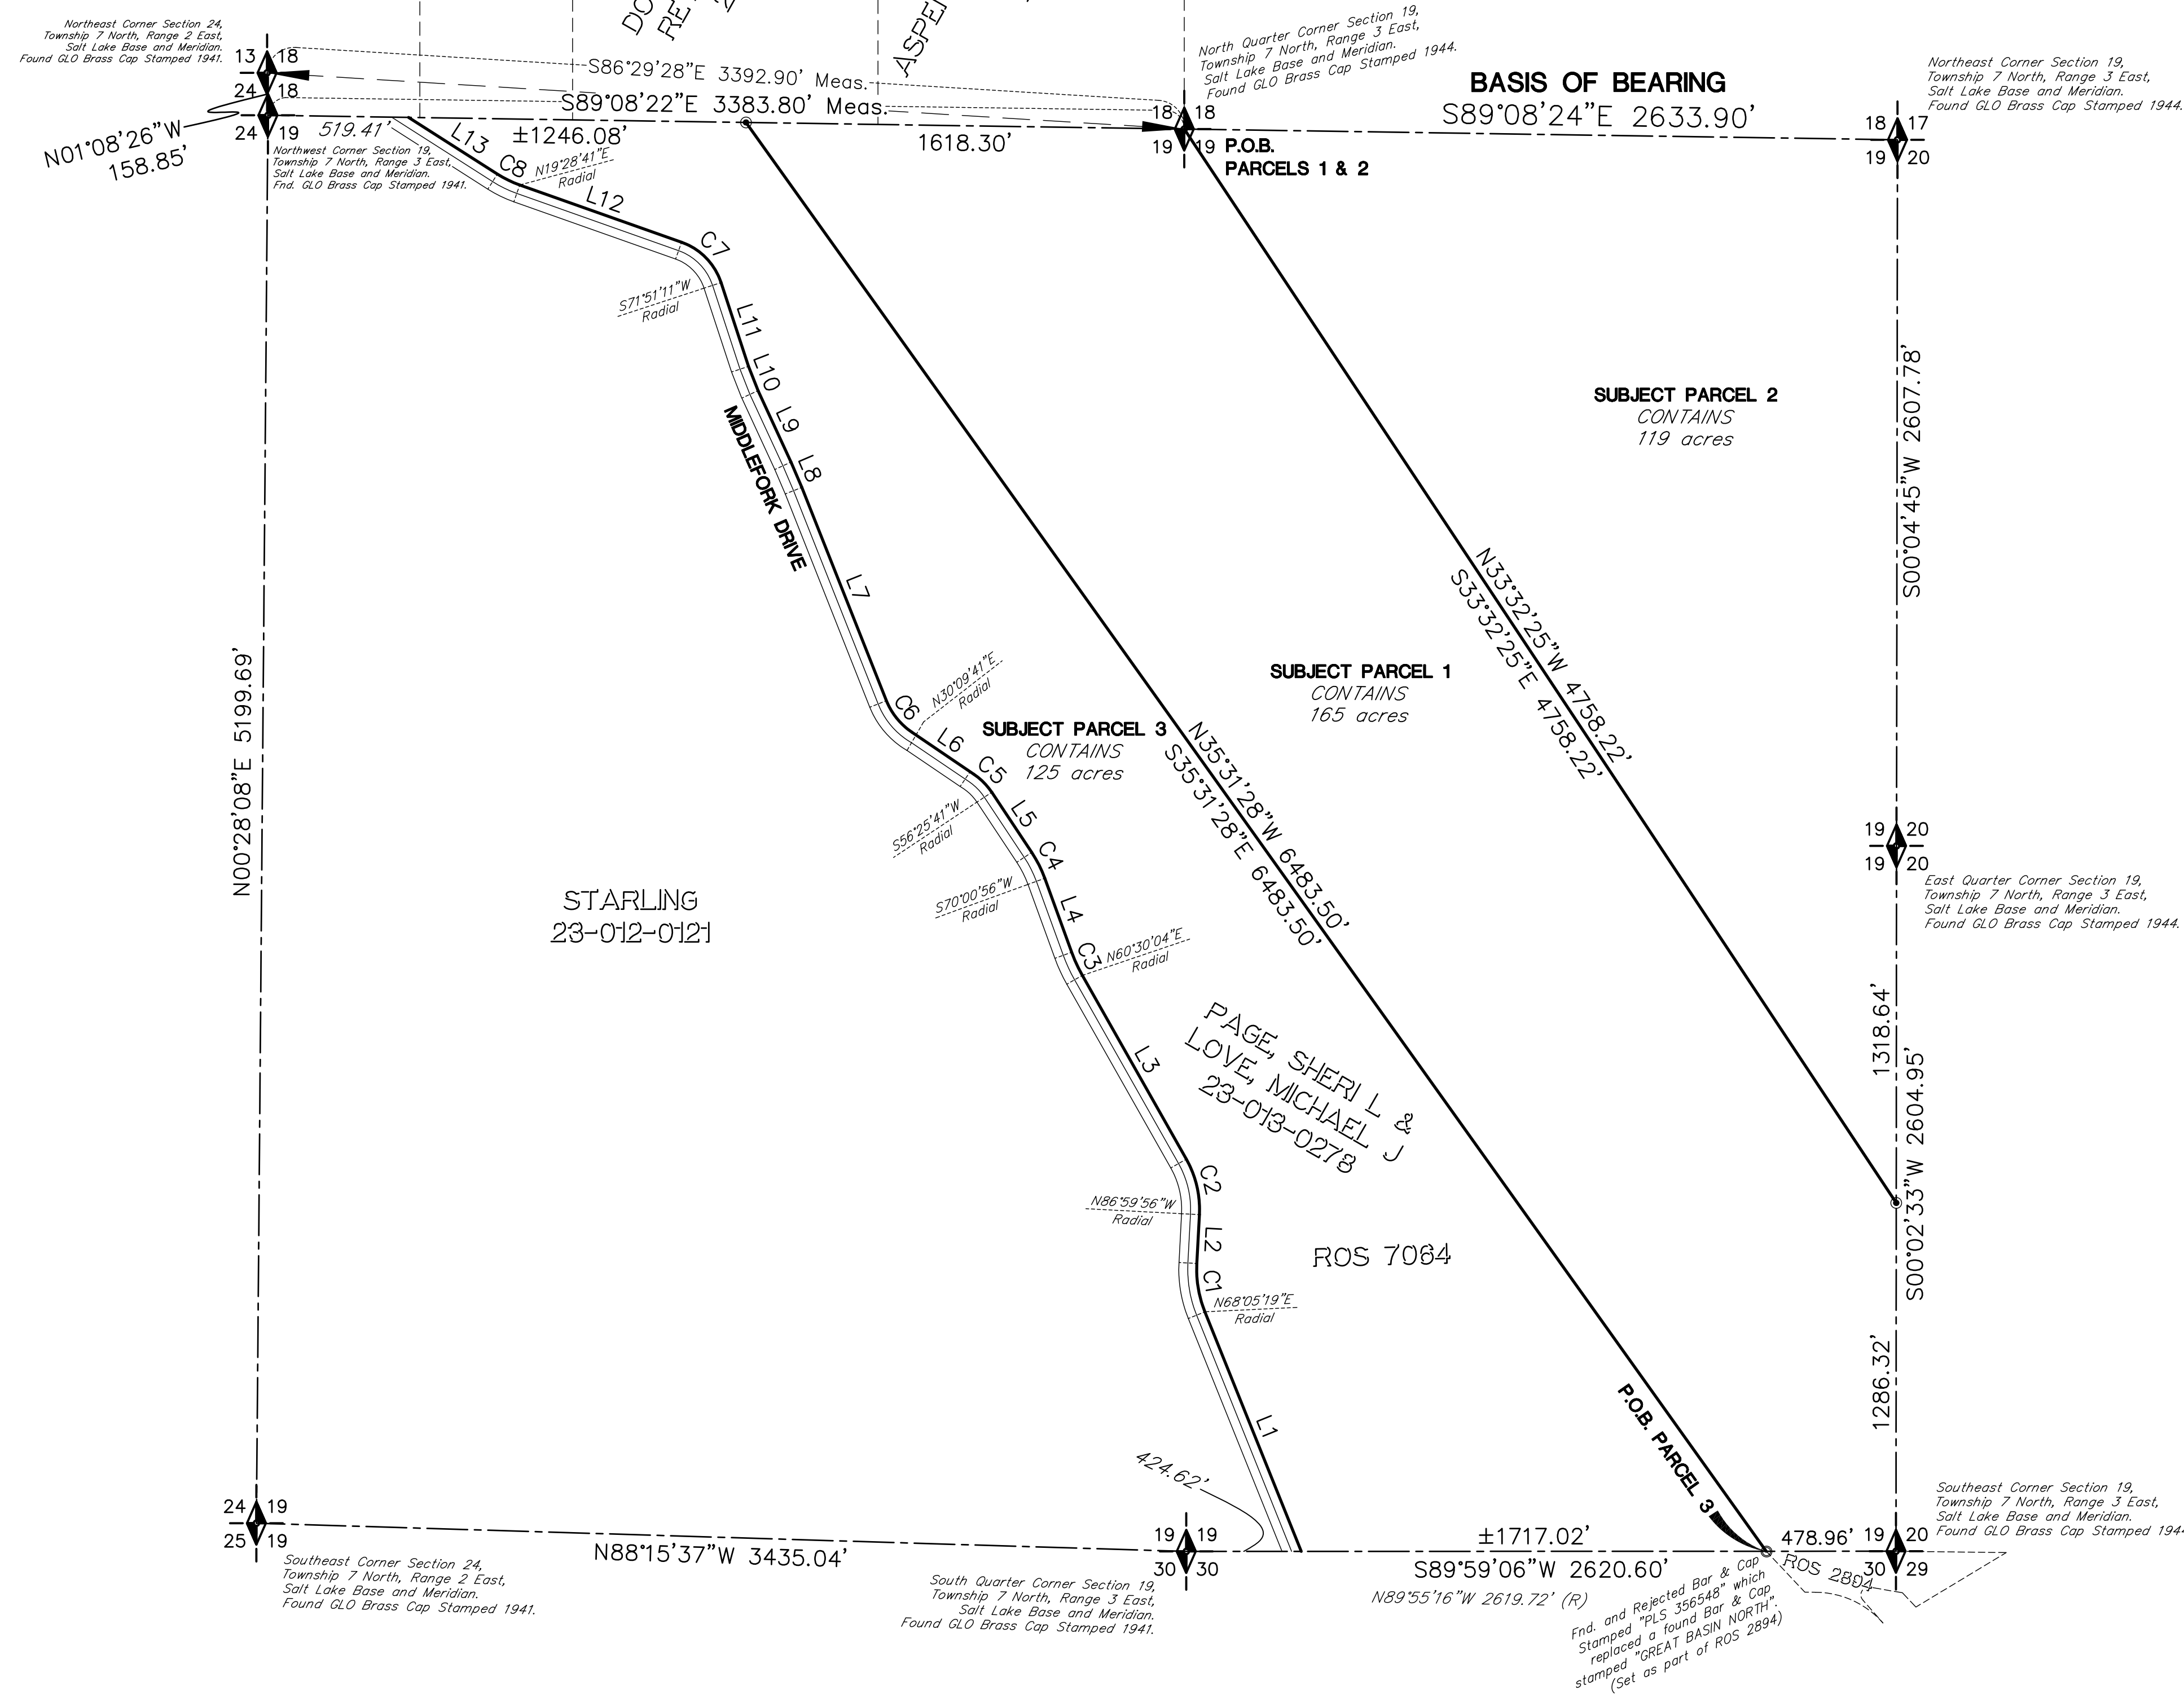 Northeast Corner Section 24,
Township 7 North, Range 2 East,
Salt Lake Base and Meridian.
Found GLO Brass Cap Stamped 1941.
13 18
24 18
24 19
N01°08'26"W
158.85'
S86°29'28"E 3392.90' Meas.
S89°08'22"E 3383.80' Meas.
519.41'
±1246.08'
1618.30'
Northwest Corner Section 19,
Township 7 North, Range 3 East,
Salt Lake Base and Meridian.
Fnd. GLO Brass Cap Stamped 1941.
North Quarter Corner Section 19,
Township 7 North, Range 3 East,
Salt Lake Base and Meridian.
Found GLO Brass Cap Stamped 1944.
18 18
19 19
P.O.B.
PARCELS 1 & 2
BASIS OF BEARING
S89°08'24"E 2633.90'
Northeast Corner Section 19,
Township 7 North, Range 3 East,
Salt Lake Base and Meridian.
Found GLO Brass Cap Stamped 1944.
18 17
19 20
L13
C8
N19°28'41"E
Radial
L12
C7
S71°51'11"W
Radial
L11
L10
L9
L8
MIDDLEFORK DRIVE
L7
C6
N30°09'41"E
Radial
L6
C5
S56°25'41"W
Radial
L5
C4
S70°00'56"W
Radial
L4
C3
N60°30'04"E
Radial
L3
C2
N86°59'56"W
Radial
L2
C1
N68°05'19"E
Radial
L1
SUBJECT PARCEL 2
CONTAINS
119 acres
SUBJECT PARCEL 1
CONTAINS
165 acres
SUBJECT PARCEL 3
CONTAINS
125 acres
N33°32'25"W 4758.22'
S33°32'25"E 4758.22'
N35°31'28"W 6483.50'
S35°31'28"E 6483.50'
S00°04'45"W 2607.78'
19 20
19 20
East Quarter Corner Section 19,
Township 7 North, Range 3 East,
Salt Lake Base and Meridian.
Found GLO Brass Cap Stamped 1944.
1318.64'
S00°02'33"W 2604.95'
1286.32'
N00°28'08"E 5199.69'
STARLING
23-012-0121
PAGE, SHERI L &
LOVE, MICHAEL J
23-013-0278
ROS 7064
P.O.B. PARCEL 3
424.62'
24 19
25 19
Southeast Corner Section 24,
Township 7 North, Range 2 East,
Salt Lake Base and Meridian.
Found GLO Brass Cap Stamped 1941.
N88°15'37"W 3435.04'
19 19
30 30
South Quarter Corner Section 19,
Township 7 North, Range 3 East,
Salt Lake Base and Meridian.
Found GLO Brass Cap Stamped 1941.
±1717.02'
S89°59'06"W 2620.60'
N89°55'16"W 2619.72' (R)
478.96'
19 20
30 29
ROS 2894
Southeast Corner Section 19,
Township 7 North, Range 3 East,
Salt Lake Base and Meridian.
Found GLO Brass Cap Stamped
Fnd. and Rejected Bar & Cap
Stamped "PLS 356548" which
replaced a found Bar & Cap
stamped "GREAT BASIN NORTH".
(Set as part of ROS 2894)
DO
RE
ASPE